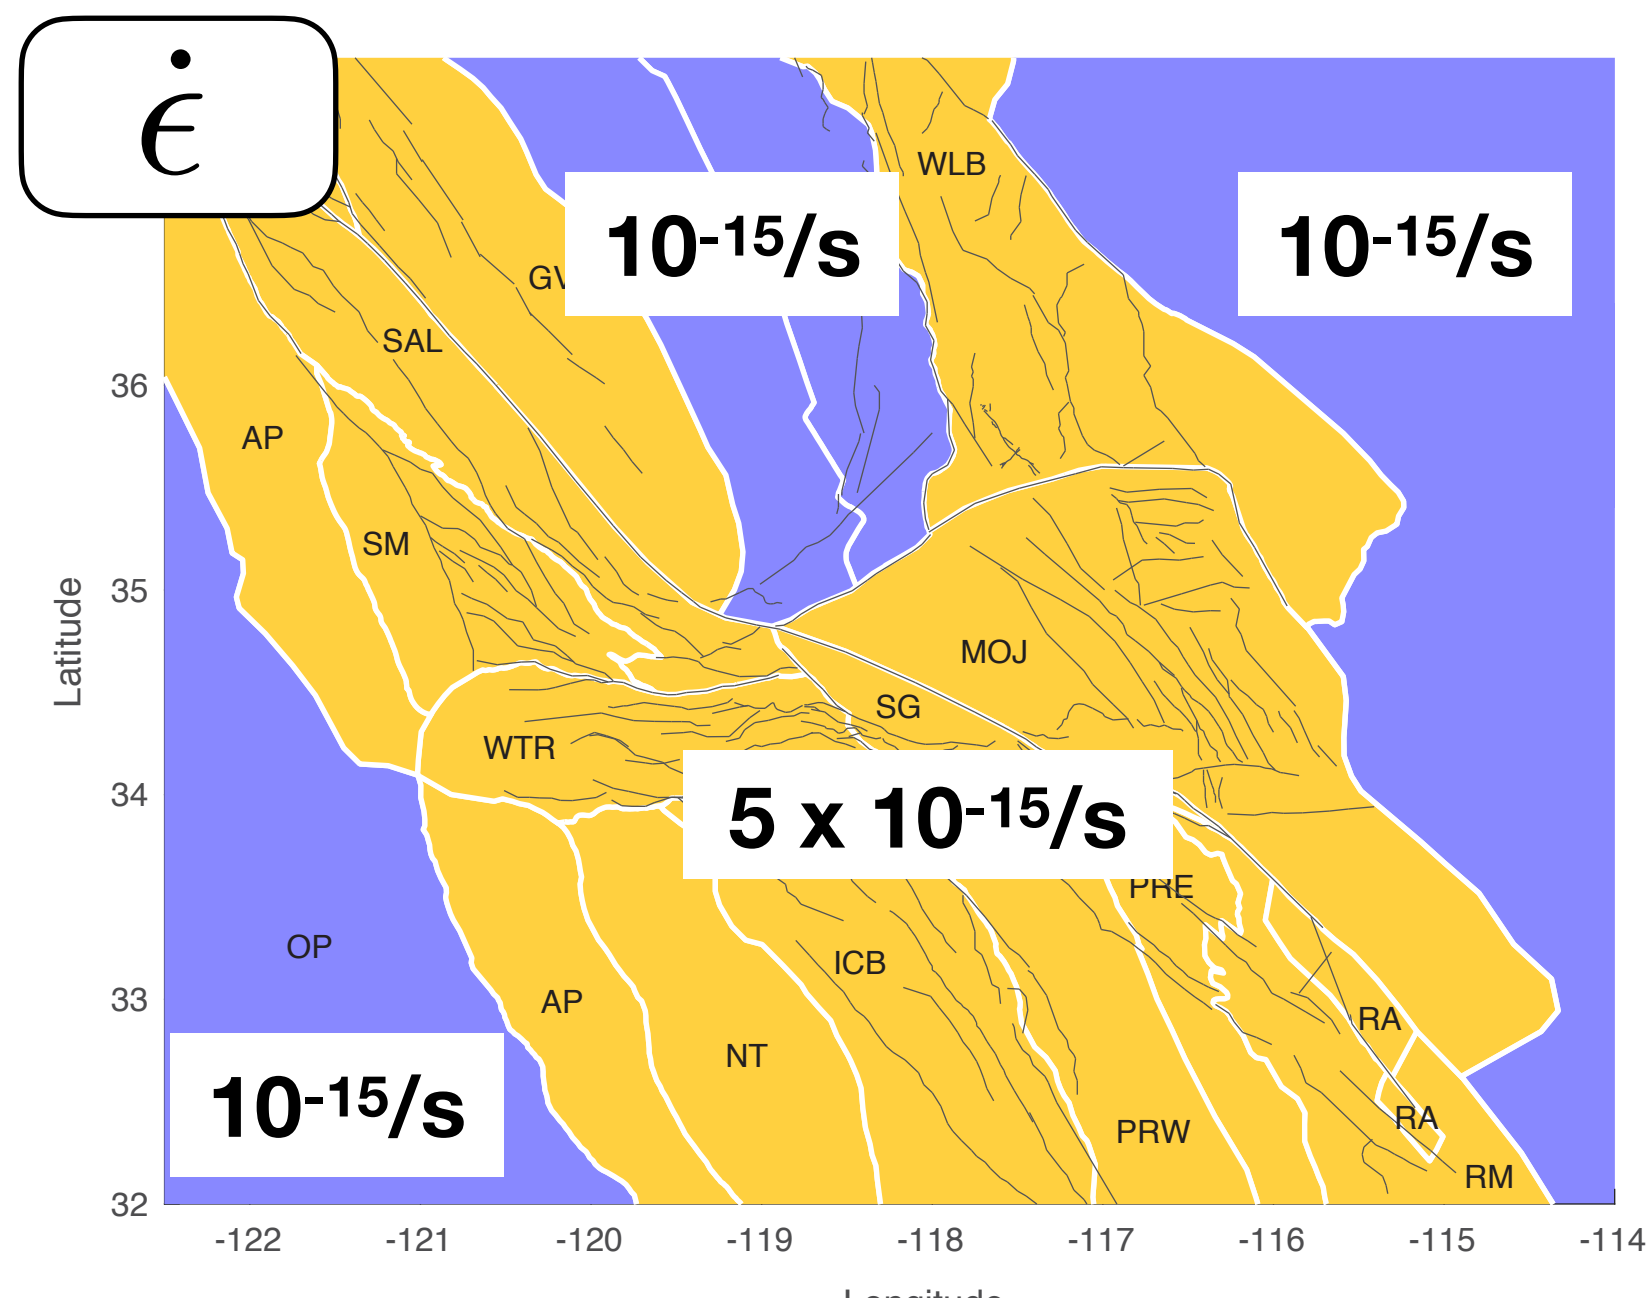 ϵ̇
WLB
10-15/s
10-15/s
GV
SAL
36
AP
SM
35
MOJ
SG
WTR
34
5 x 10-15/s
PRE
OP
ICB
33
AP
RA
NT
10-15/s
RA
PRW
RM
32
Latitude
-122 -121 -120 -119 -118 -117 -116 -115 -114
Longitude